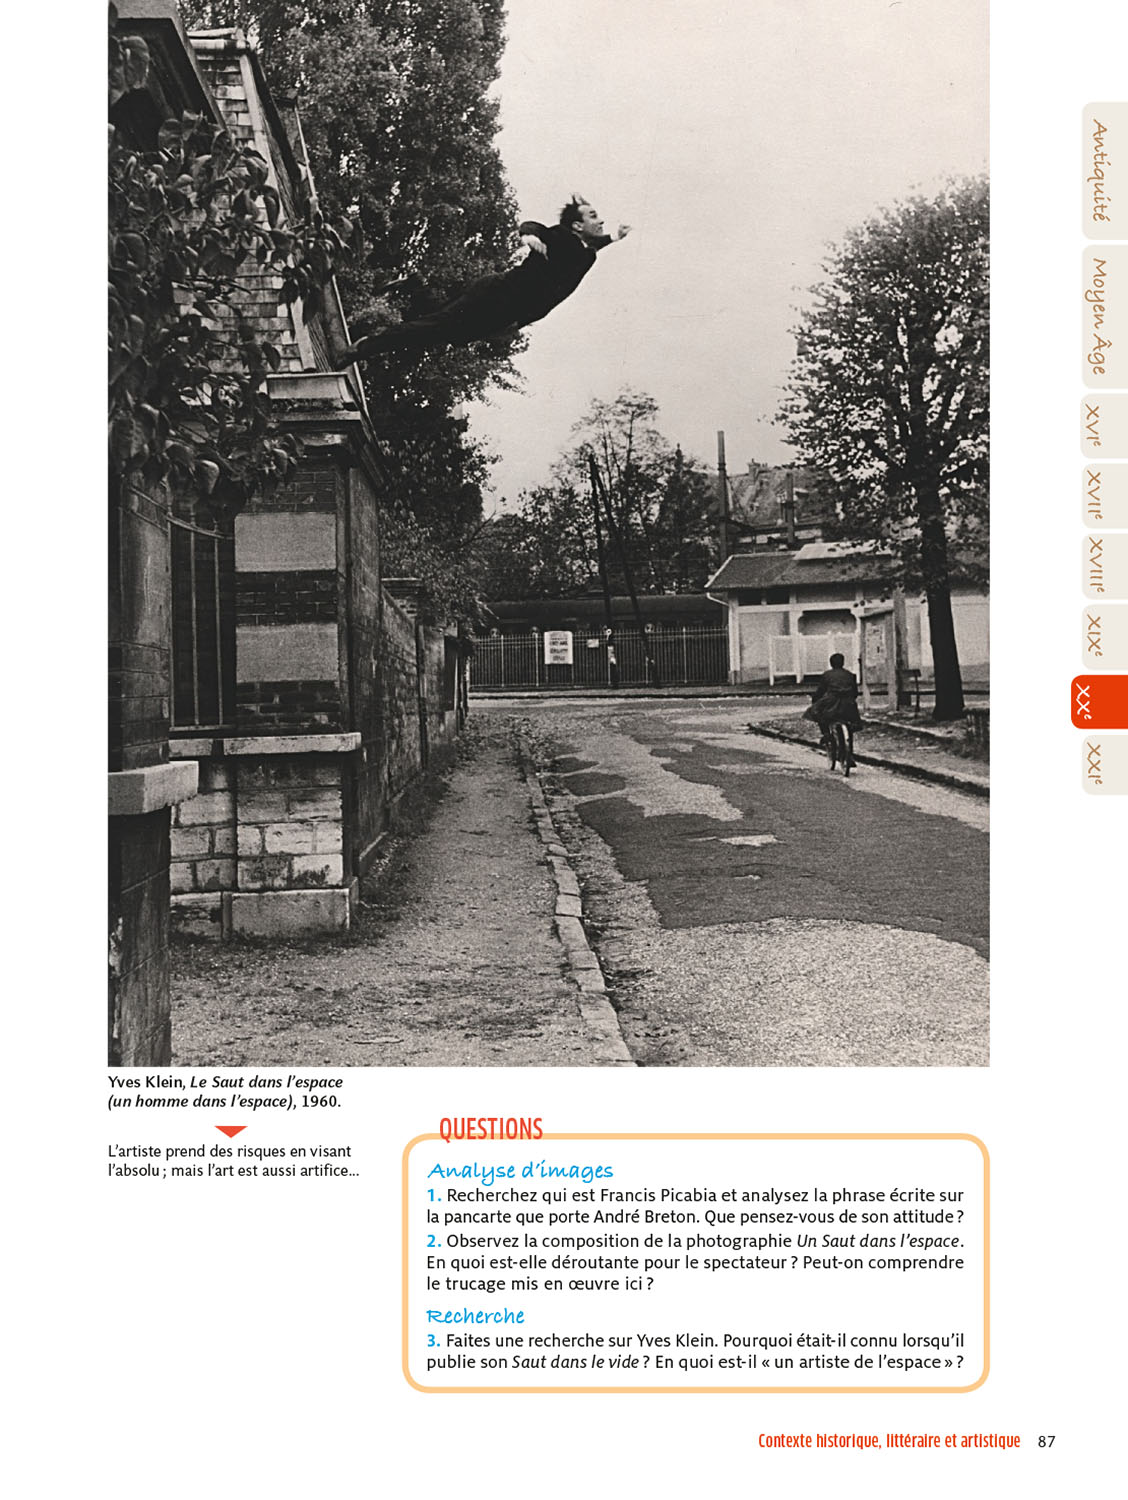 Antiquité
Moyen Âge
XVIe
XVIIe
XVIIIe
XIXe
XXe
XXIe
Yves Klein, Le Saut dans l’espace
(un homme dans l’espace), 1960.
L’artiste prend des risques en visant
l’absolu ; mais l’art est aussi artifice...
QUESTIONS
Analyse d’images
1. Recherchez qui est Francis Picabia et analysez la phrase écrite sur
la pancarte que porte André Breton. Que pensez-vous de son attitude ?
2. Observez la composition de la photographie Un Saut dans l’espace.
En quoi est-elle déroutante pour le spectateur ? Peut-on comprendre
le trucage mis en œuvre ici ?
Recherche
3. Faites une recherche sur Yves Klein. Pourquoi était-il connu lorsqu’il
publie son Saut dans le vide ? En quoi est-il « un artiste de l’espace » ?
Contexte historique, littéraire et artistique 87